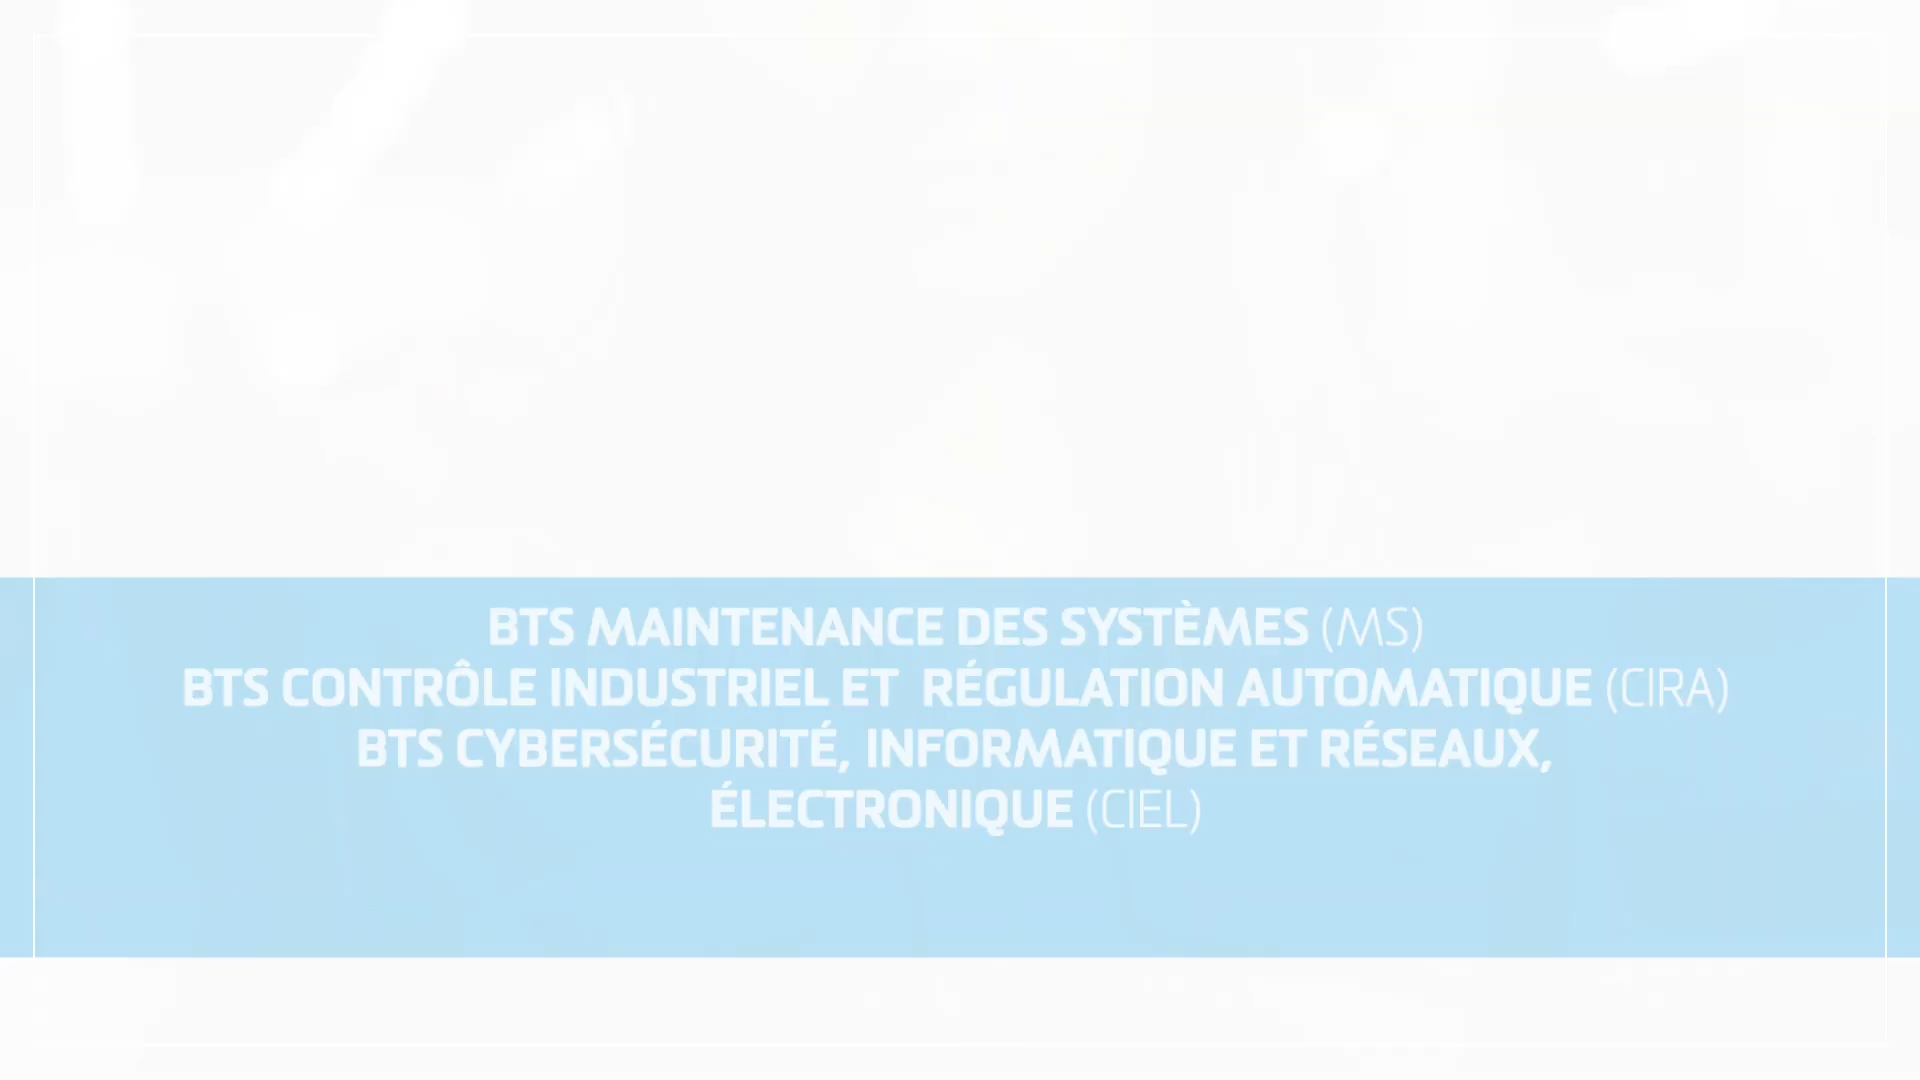 BTS MAINTENANCE DES SYSTÈMES (MS)
BTS CONTRÔLE INDUSTRIEL ET RÉGULATION AUTOMATIQUE (CIRA)
BTS CYBERSÉCURITÉ, INFORMATIQUE ET RÉSEAUX,
ÉLECTRONIQUE (CIEL)